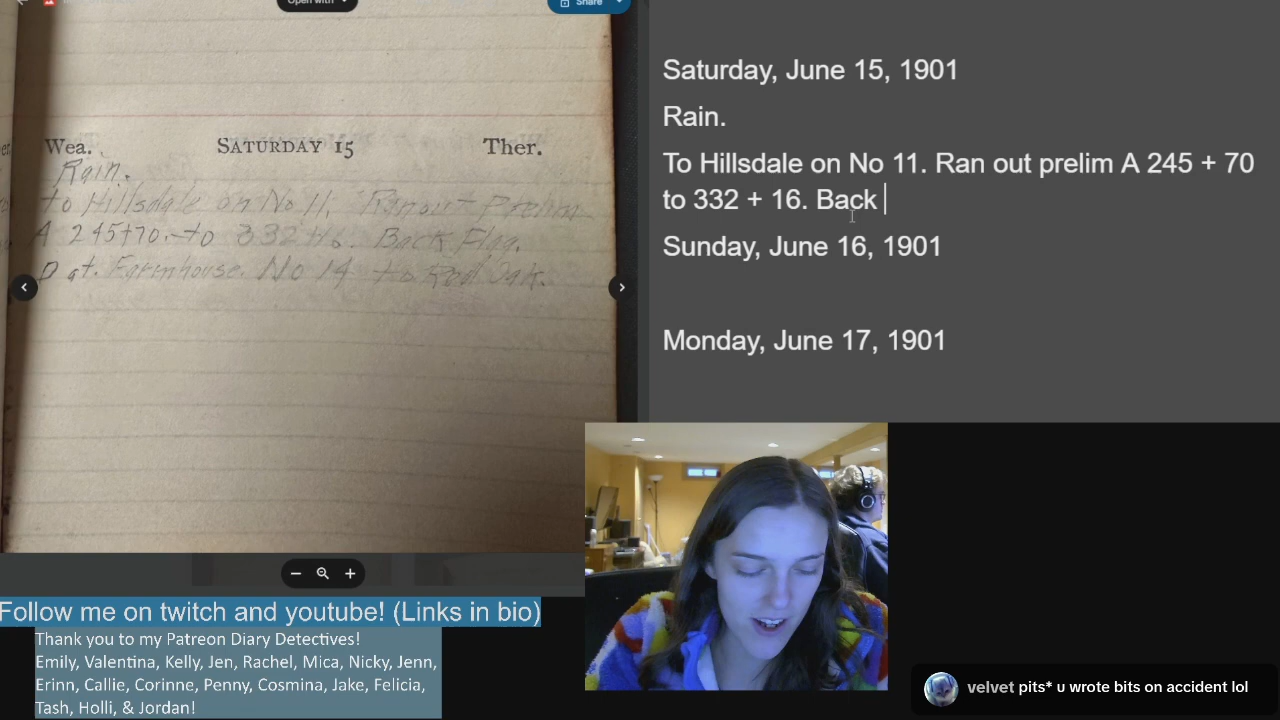 Open with
Share
Wea. SATURDAY 15 Ther.
Rain.
to Hillsdale on No 11. Ran out Prelim
A 245+70. to 332+16. Back Flag.
D at Farmhouse. No 14 to Red Oak.
Saturday, June 15, 1901
Rain.
To Hillsdale on No 11. Ran out prelim A 245 + 70
to 332 + 16. Back
Sunday, June 16, 1901
Monday, June 17, 1901
Follow me on twitch and youtube! (Links in bio)
Thank you to my Patreon Diary Detectives!
Emily, Valentina, Kelly, Jen, Rachel, Mica, Nicky, Jenn,
Erinn, Callie, Corinne, Penny, Cosmina, Jake, Felicia,
Tash, Holli, & Jordan!
velvet pits* u wrote bits on accident lol